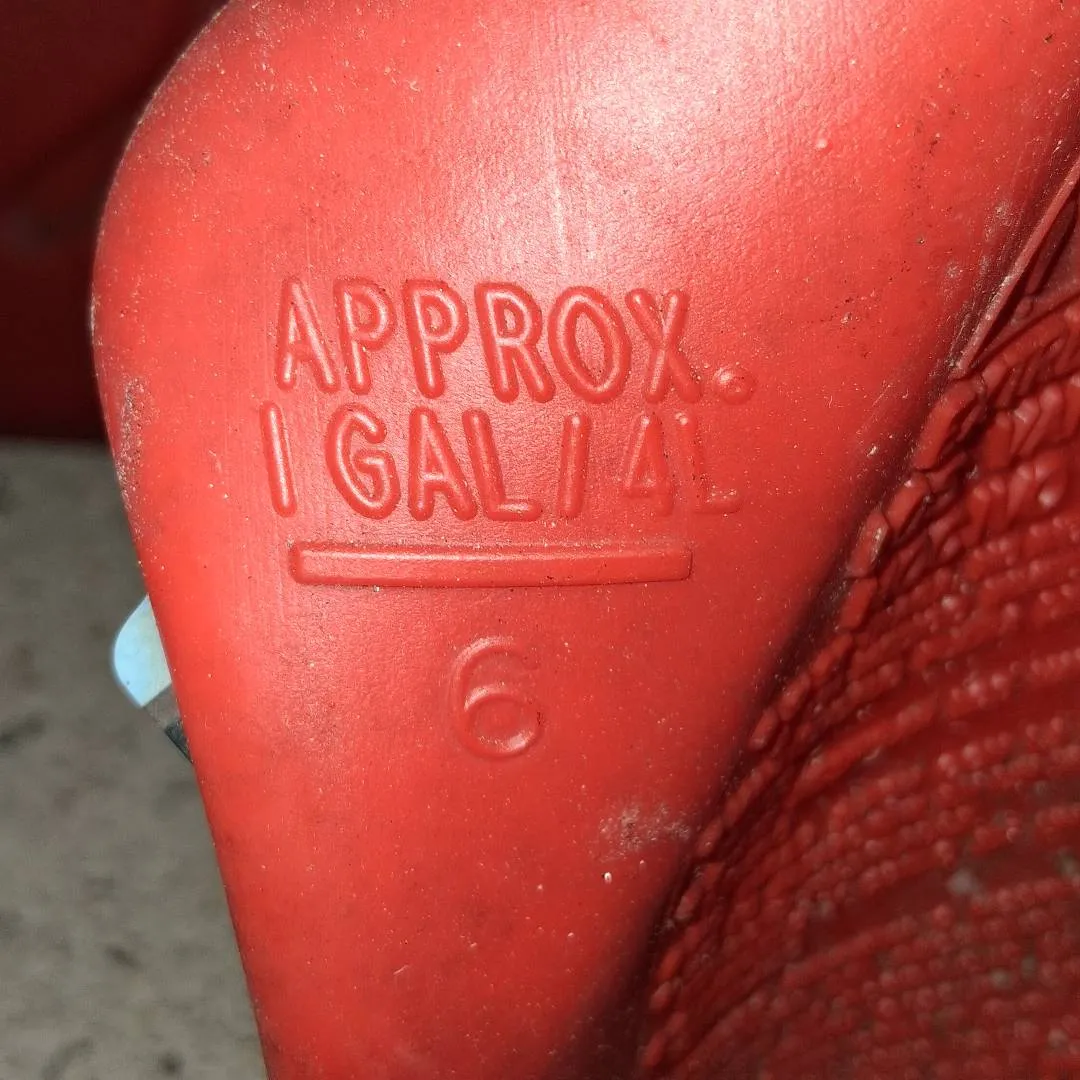 APPROX.
1 GAL / 4L
6